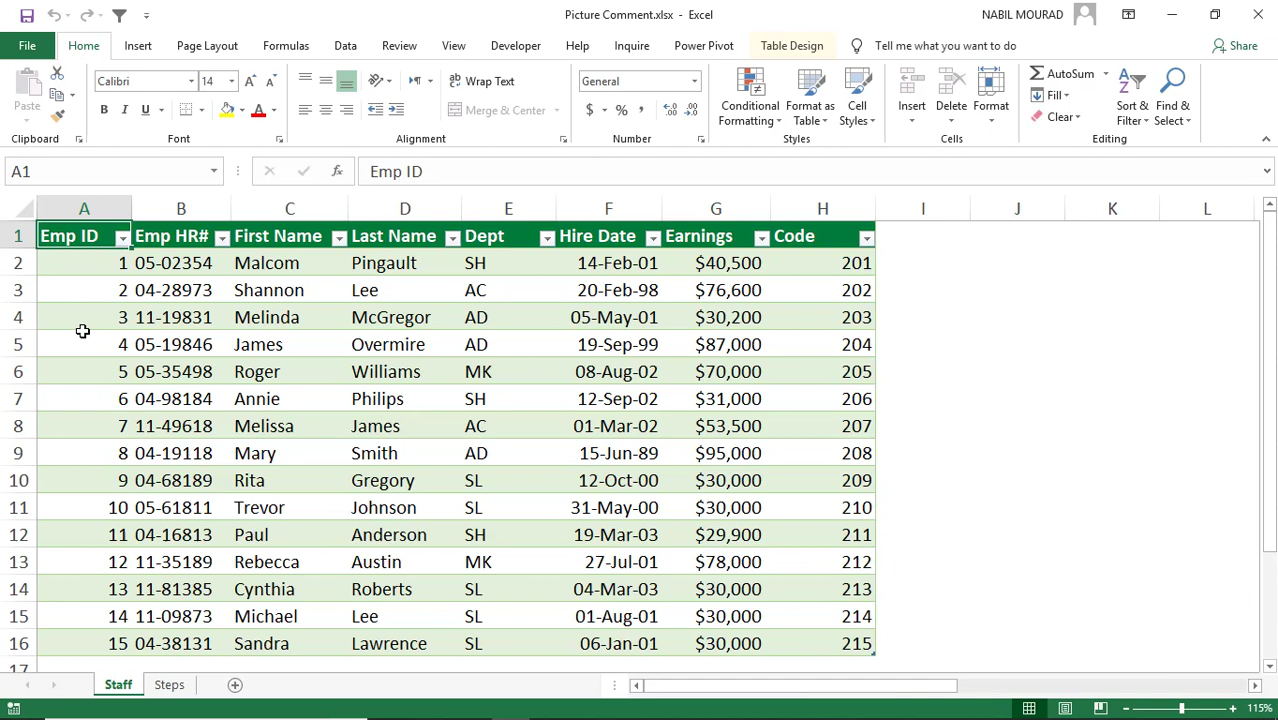 Picture Comment.xlsx - Excel
NABIL MOURAD
File Home Insert Page Layout Formulas Data Review View Developer Help Inquire Power Pivot Table Design Tell me what you want to do Share
Paste
Clipboard
Calibri 14
B I U
Font
Wrap Text
Merge & Center
Alignment
General
$ % ,
Number
Conditional Formatting
Format Table
Cell Styles
Styles
Insert Delete Format
Cells
AutoSum
Fill
Clear
Sort & Filter
Find & Select
Editing
A1 fx Emp ID
A B C D E F G H I J K L
1 Emp ID Emp HR# First Name Last Name Dept Hire Date Earnings Code
2 1 05-02354 Malcom Pingault SH 14-Feb-01 $40,500 201
3 2 04-28973 Shannon Lee AC 20-Feb-98 $76,600 202
4 3 11-19831 Melinda McGregor AD 05-May-01 $30,200 203
5 4 05-19846 James Overmire AD 19-Sep-99 $87,000 204
6 5 05-35498 Roger Williams MK 08-Aug-02 $70,000 205
7 6 04-98184 Annie Philips SH 12-Sep-02 $31,000 206
8 7 11-49618 Melissa James AC 01-Mar-02 $53,500 207
9 8 04-19118 Mary Smith AD 15-Jun-89 $95,000 208
10 9 04-68189 Rita Gregory SL 12-Oct-00 $30,000 209
11 10 05-61811 Trevor Johnson SL 31-May-00 $30,000 210
12 11 04-16813 Paul Anderson SH 19-Mar-03 $29,900 211
13 12 11-35189 Rebecca Austin MK 27-Jul-01 $78,000 212
14 13 11-81385 Cynthia Roberts SL 04-Mar-03 $30,000 213
15 14 11-09873 Michael Lee SL 01-Aug-01 $30,000 214
16 15 04-38131 Sandra Lawrence SL 06-Jan-01 $30,000 215
17
Staff Steps
115%